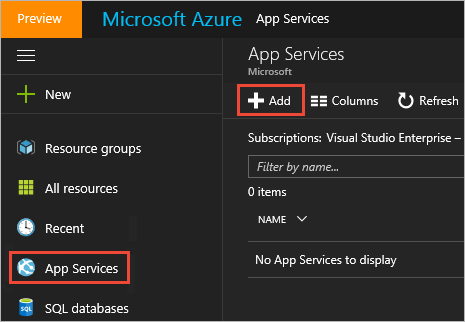 Preview
Microsoft Azure App Services
New
Resource groups
All resources
Recent
App Services
SQL databases
App Services
Microsoft
Add Columns Refresh
Subscriptions: Visual Studio Enterprise –
Filter by name...
0 items
NAME
No App Services to display